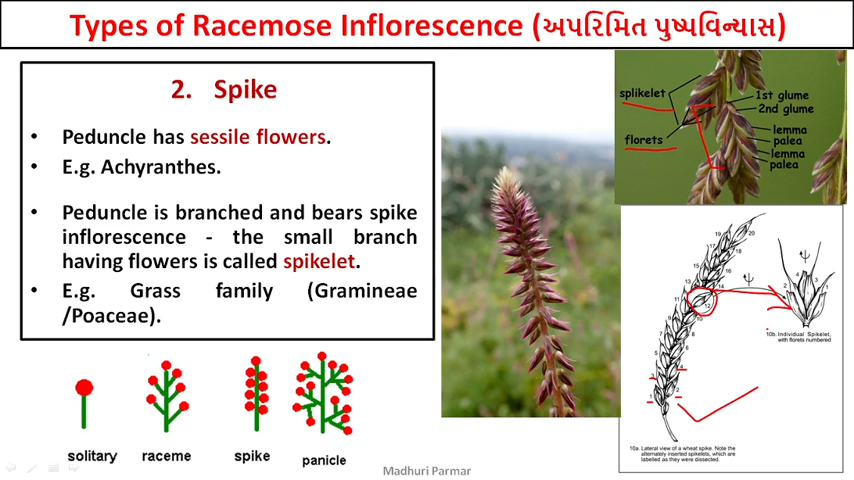 Types of Racemose Inflorescence (અપરિમિત પુષ્પવિન્યાસ)
2. Spike
• Peduncle has sessile flowers.
• E.g. Achyranthes.
• Peduncle is branched and bears spike
inflorescence - the small branch
having flowers is called spikelet.
• E.g. Grass family (Gramineae
/Poaceae).
solitary
raceme
spike
panicle
splikelet
florets
1st glume
2nd glume
lemma
palea
lemma
palea
10b. Individual Spikelet,
with florets numbered
10a. Lateral view of a wheat spike. Note the
alternately inserted spikelets, which are
labelled as they were dissected.
Madhuri Parmar